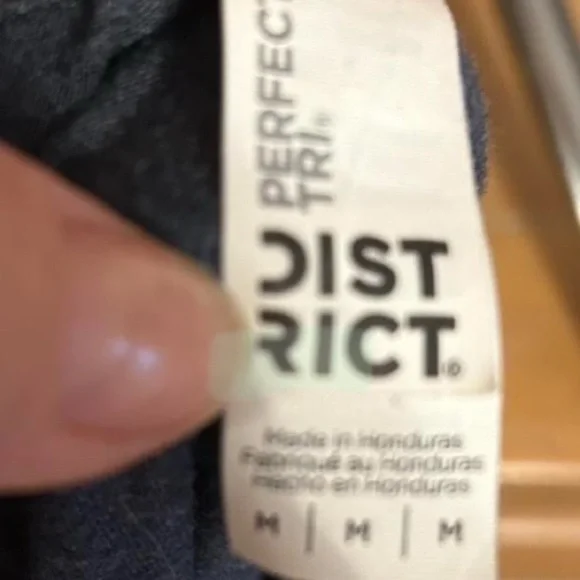 PERFECT
TRI®
DIST
RICT
Made in Honduras
Fabriqué au Honduras
Hecho en Honduras
M | M | M